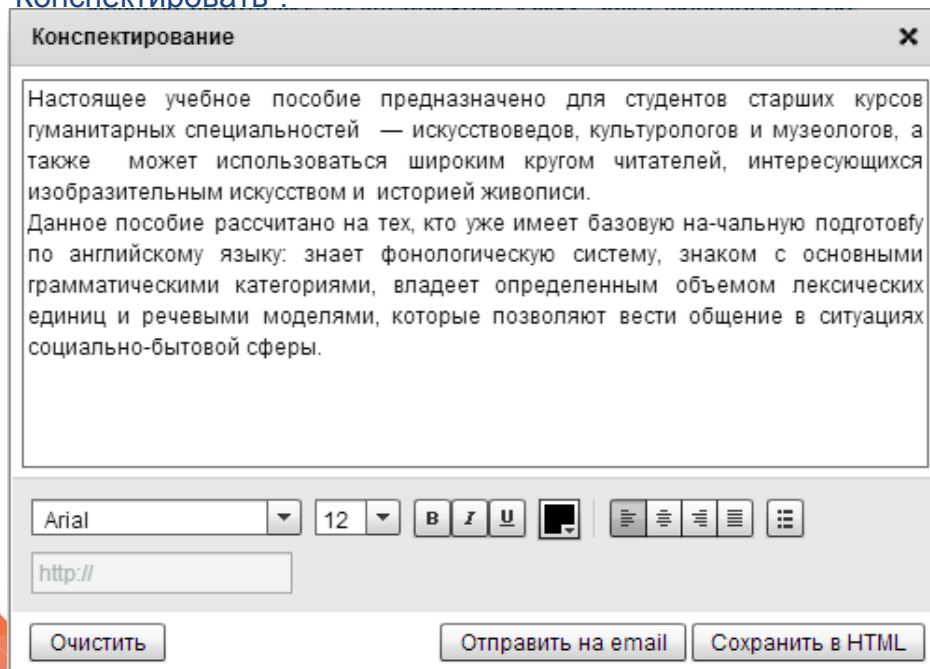 "Конспектировать".
Конспектирование
Настоящее учебное пособие предназначено для студентов старших курсов
гуманитарных специальностей — искусствоведов, культурологов и музеологов, а
также может использоваться широким кругом читателей, интересующихся
изобразительным искусством и историей живописи.
Данное пособие рассчитано на тех, кто уже имеет базовую на-чальную подготовfy
по английскому языку: знает фонологическую систему, знаком с основными
грамматическими категориями, владеет определенным объемом лексических
единиц и речевыми моделями, которые позволяют вести общение в ситуациях
социально-бытовой сферы.
Arial 12 B I U
http://
Очистить Отправить на email Сохранить в HTML